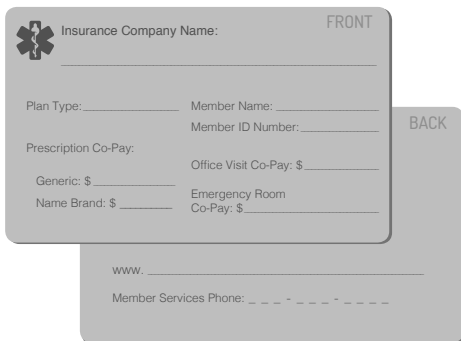 FRONT
Insurance Company Name:
Plan Type:
Member Name:
Member ID Number:
Prescription Co-Pay:
Office Visit Co-Pay: $
Generic: $
Emergency Room
Co-Pay: $
Name Brand: $
BACK
www.
Member Services Phone: _ _ _ - _ _ _ - _ _ _ _